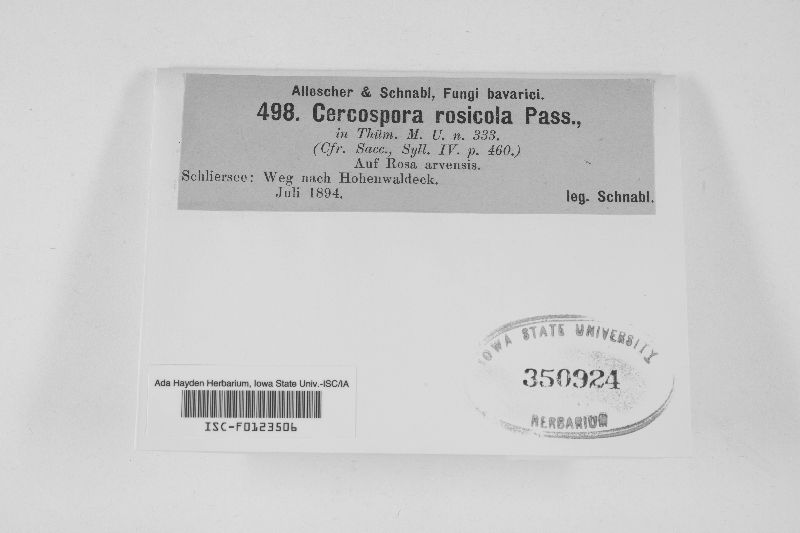 Allescher & Schnabl, Fungi bavarici.
498. Cercospora rosicola Pass.,
in Thüm. M. U. n. 333.
(Cfr. Sacc., Syll. IV. p. 460.)
Auf Rosa arvensis.
Schliersee: Weg nach Hohenwaldeck.
Juli 1894.
leg. Schnabl.
IOWA STATE UNIVERSITY
350924
HERBARIUM
Ada Hayden Herbarium, Iowa State Univ.-ISC/IA
ISC-F0123506